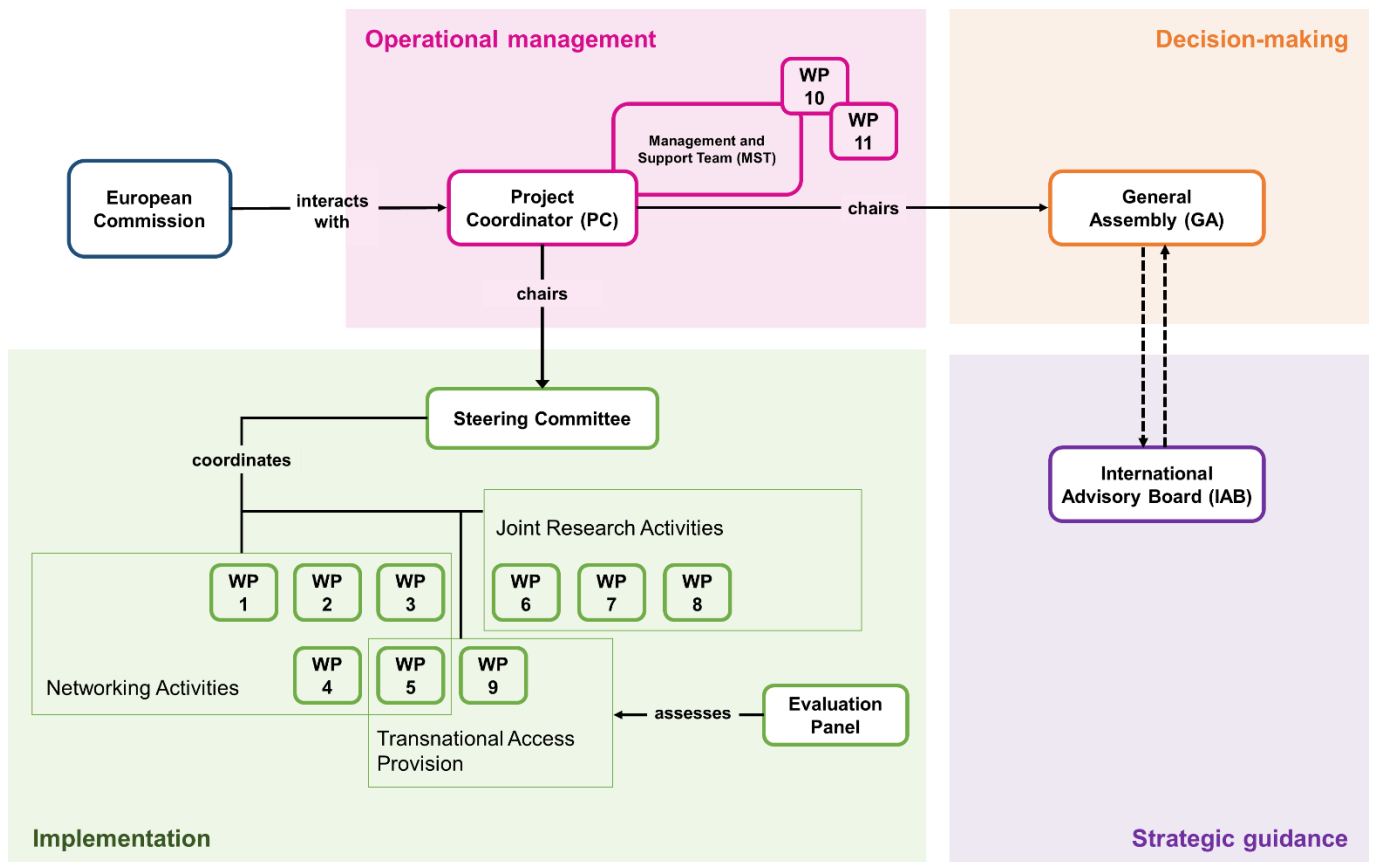 Operational management
Decision-making
WP
10
WP
11
Management and
Support Team (MST)
European
Commission
interacts
with
Project
Coordinator (PC)
chairs
General
Assembly (GA)
chairs
Steering Committee
coordinates
International
Advisory Board (IAB)
Joint Research Activities
WP
1
WP
2
WP
3
WP
6
WP
7
WP
8
Networking Activities
WP
4
WP
5
WP
9
assesses
Evaluation
Panel
Transnational Access
Provision
Implementation
Strategic guidance